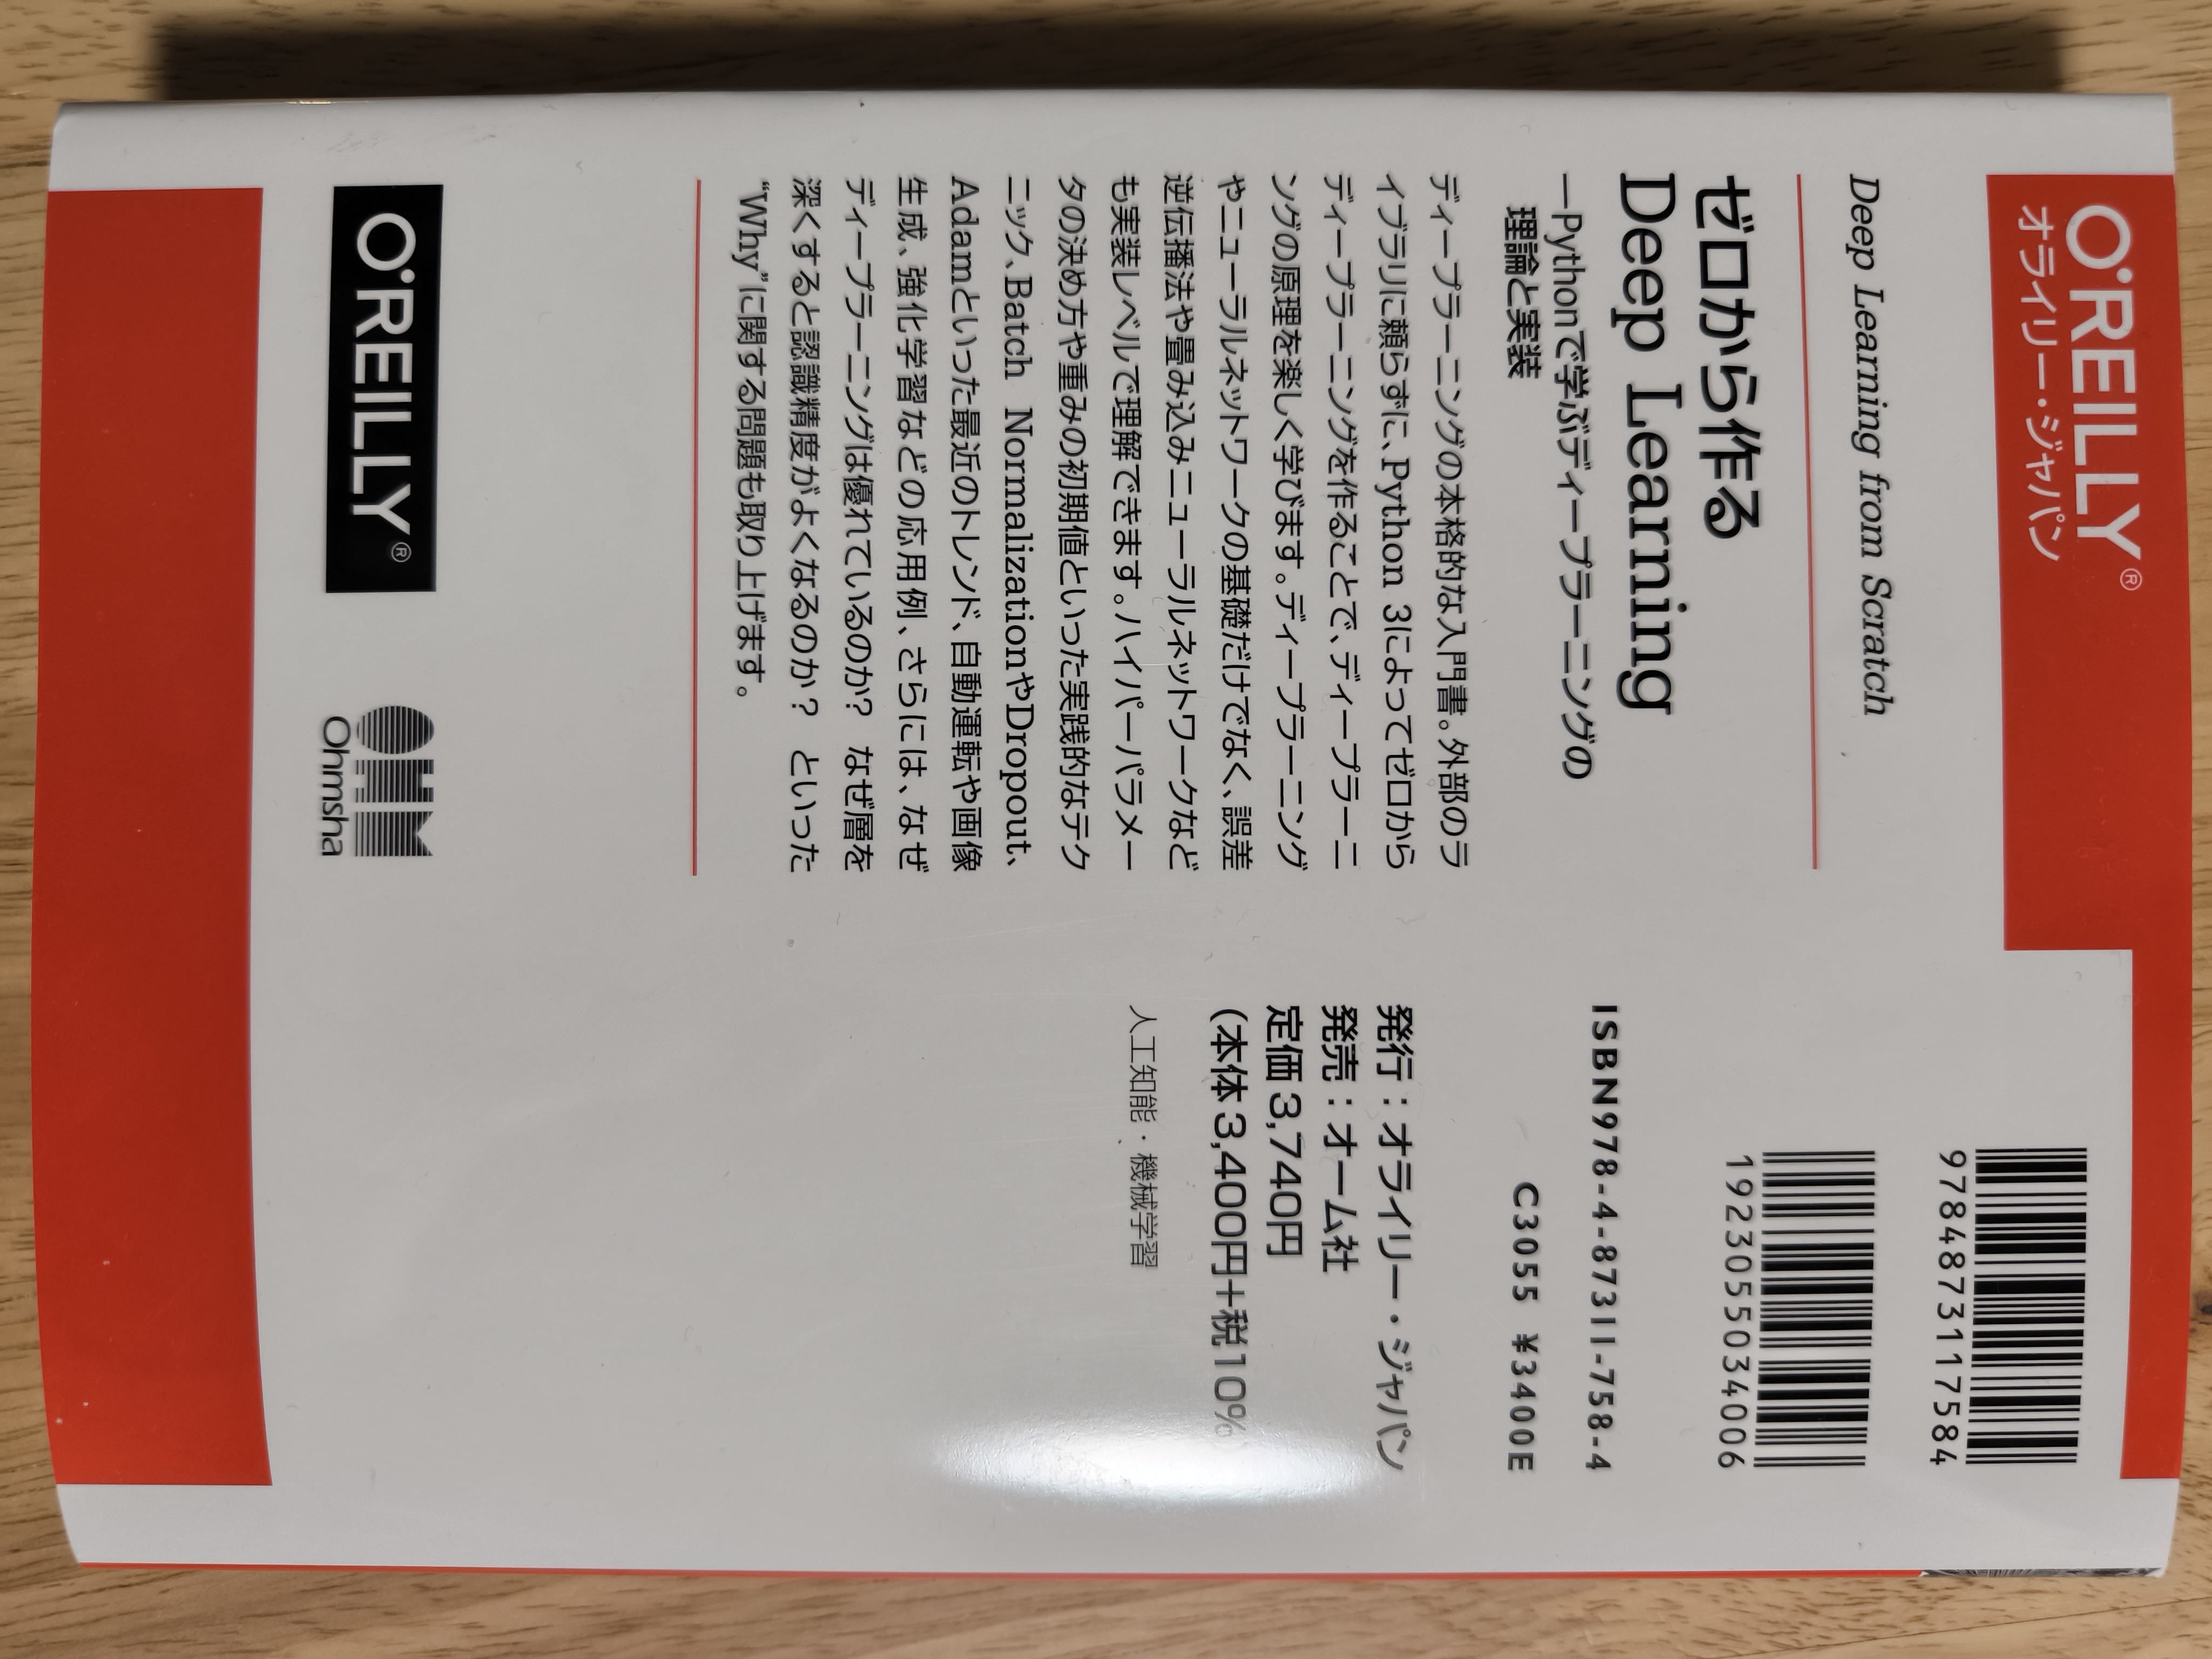 O'REILLY®
オライリー・ジャパン
Deep Learning from Scratch
ゼロから作る
Deep Learning
―Pythonで学ぶディープラーニングの
理論と実装
ディープラーニングの本格的な入門書。外部のラ
イブラリに頼らずに、Python 3によってゼロから
ディープラーニングを作ることで、ディープラーニ
ングの原理を楽しく学びます。ディープラーニング
やニューラルネットワークの基礎だけでなく、誤差
逆伝播法や畳み込みニューラルネットワークなど
も実装レベルで理解できます。ハイパーパラメー
タの決め方や重みの初期値といった実践的なテク
ニック、Batch NormalizationやDropout、
Adamといった最近のトレンド、自動運転や画像
生成、強化学習などの応用例、さらには、なぜ
ディープラーニングは優れているのか? なぜ層を
深くすると認識精度がよくなるのか? といった
“Why”に関する問題も取り上げます。
O'REILLY®
OHM
Ohmsha
9784873117584
1923055034006
ISBN978-4-87311-758-4
C3055 ¥3400E
発行：オライリー・ジャパン
発売：オーム社
定価3,740円
(本体3,400円+税10%)
人工知能・機械学習